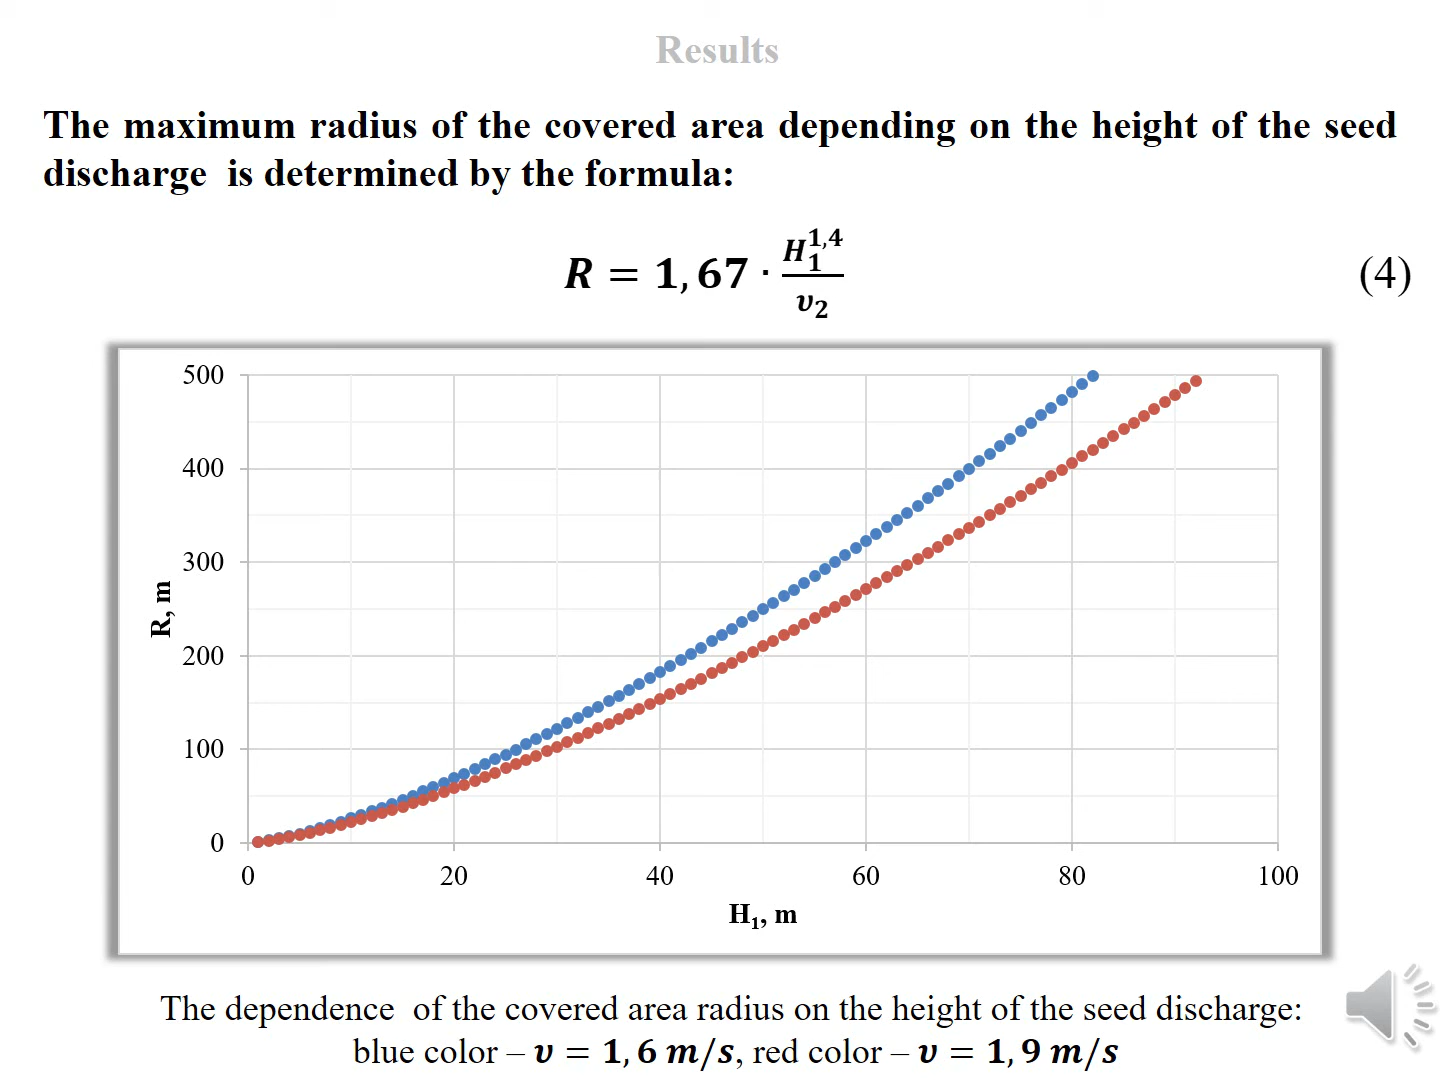 Results
The maximum radius of the covered area depending on the height of the seed
discharge is determined by the formula:
R = 1,67 · H₁^1,4 / υ₂
(4)
500
400
300
200
100
0
R, m
0 20 40 60 80 100
H₁, m
The dependence of the covered area radius on the height of the seed discharge:
blue color – υ = 1,6 m/s, red color – υ = 1,9 m/s